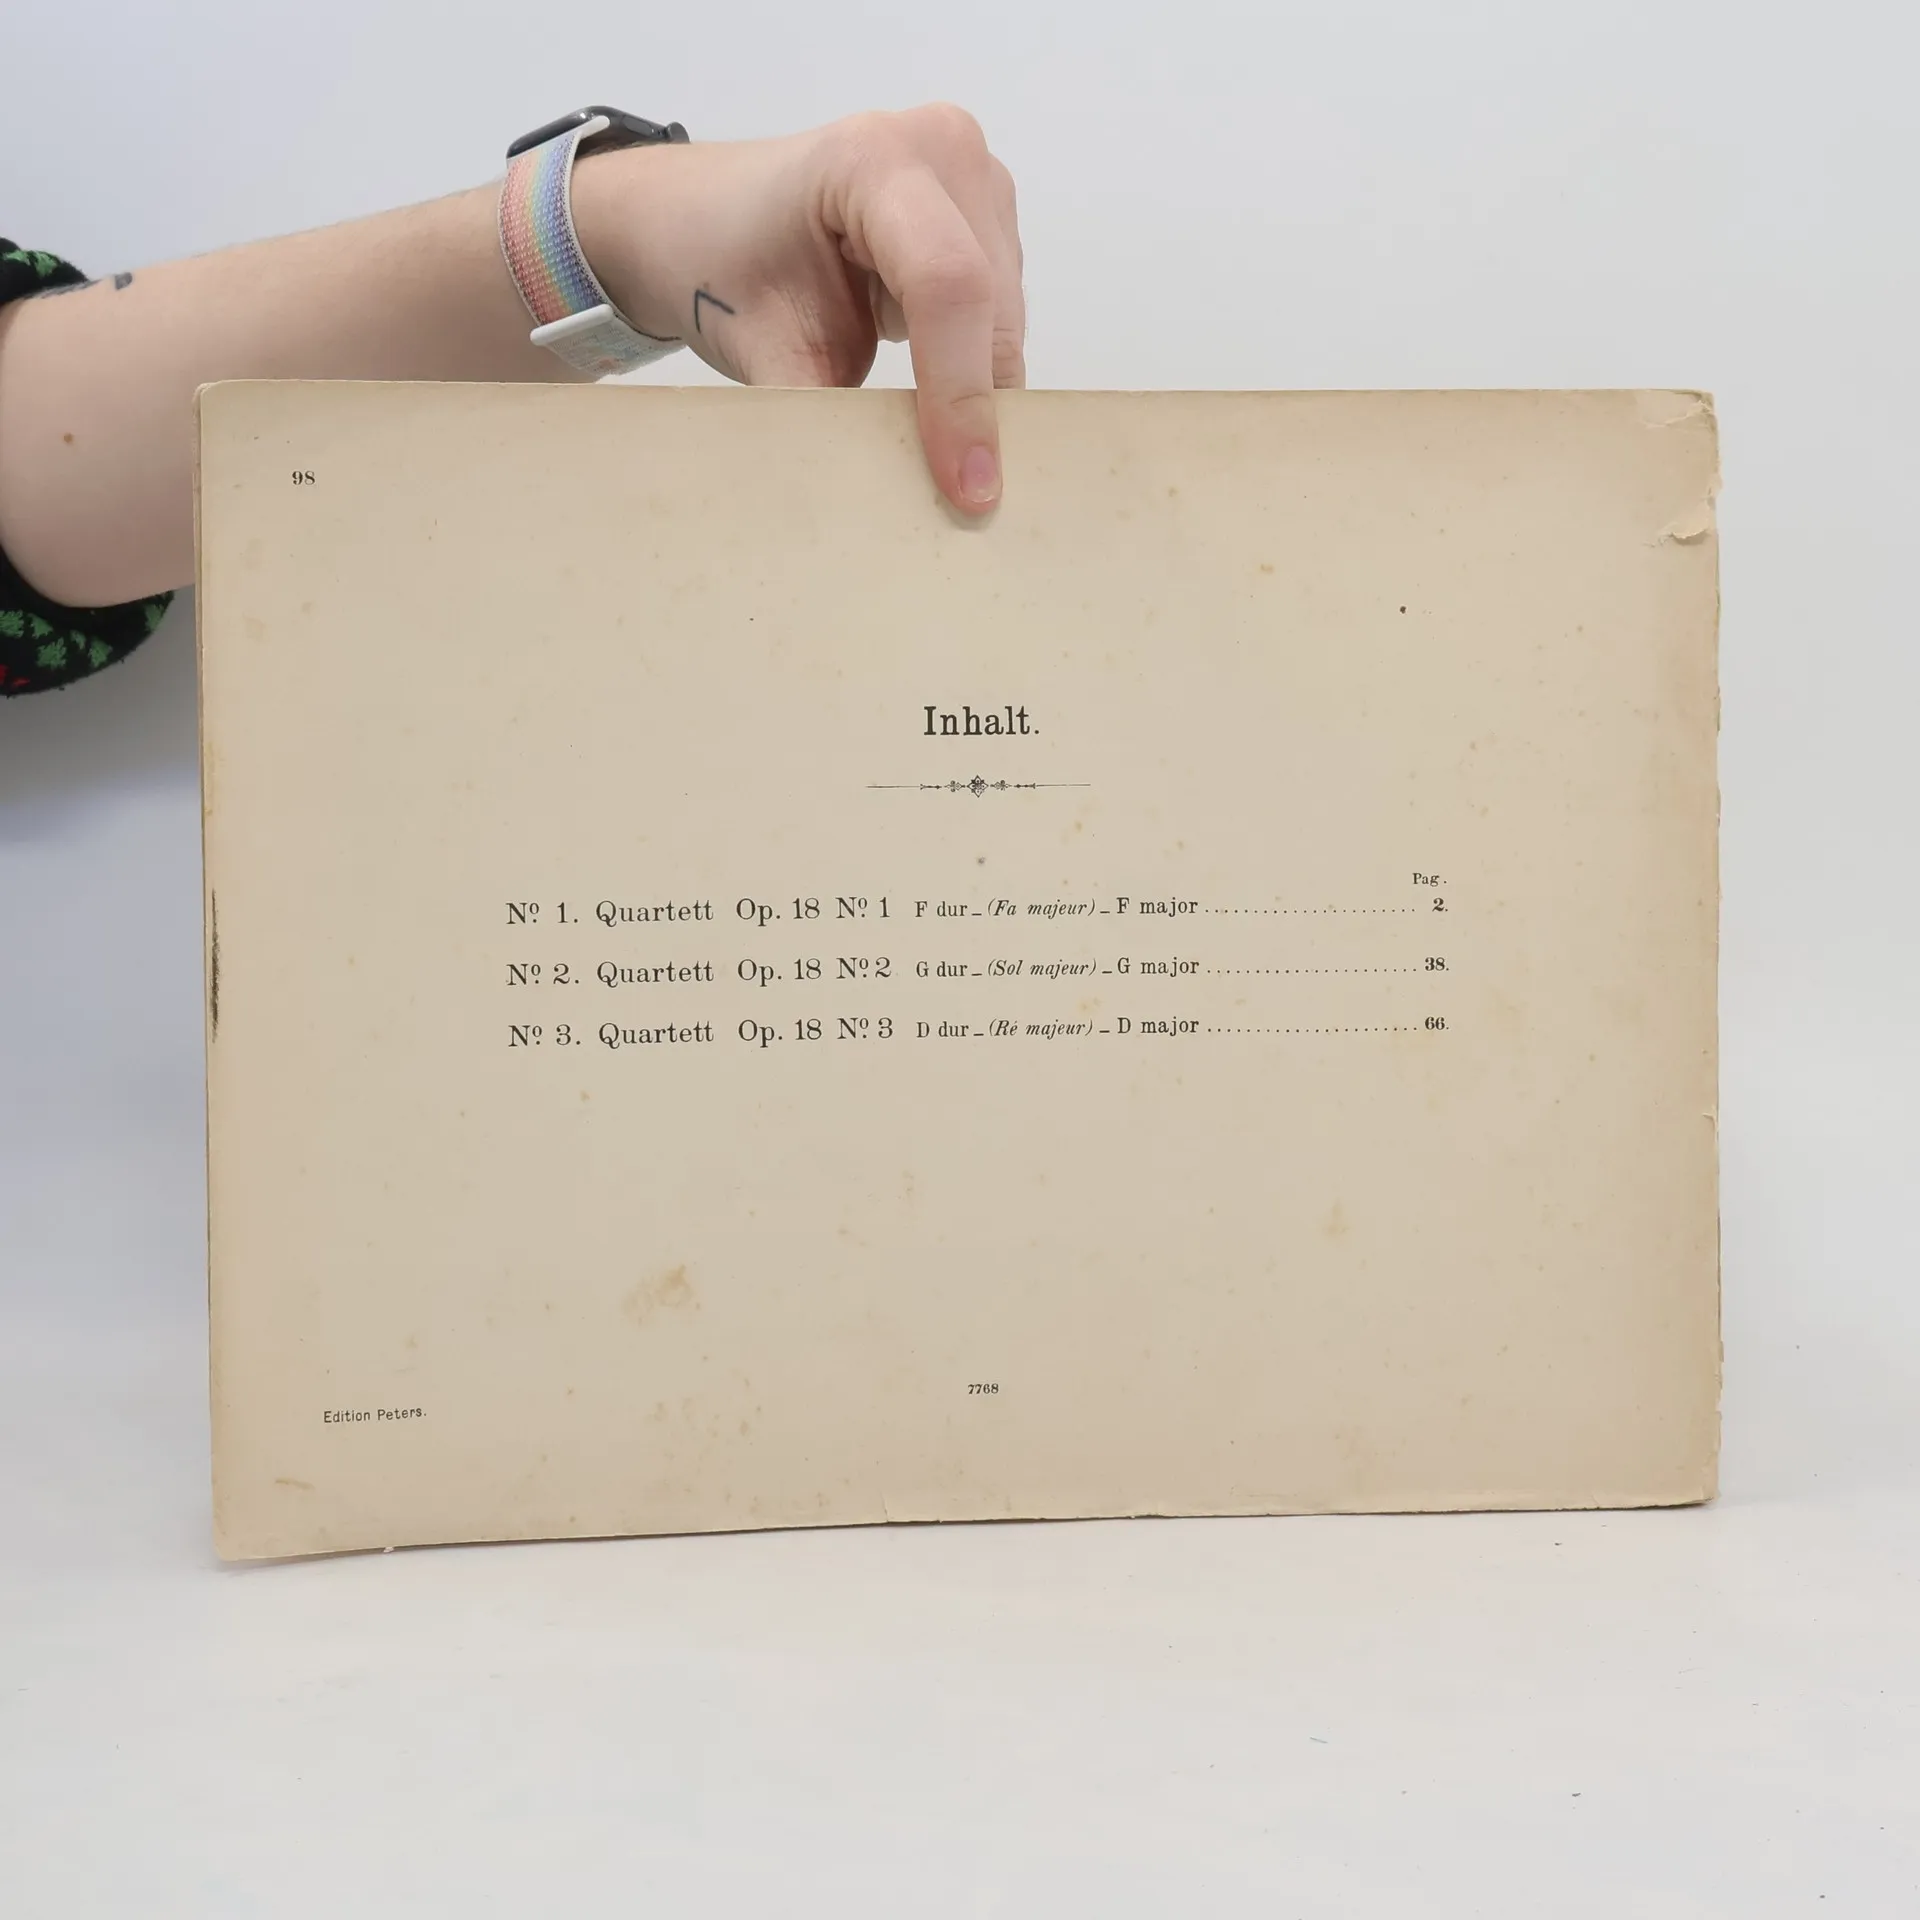 98
Inhalt.
Pag.
Nº 1. Quartett Op. 18 Nº 1 F dur _ (Fa majeur) _ F major ...................... 2.
Nº 2. Quartett Op. 18 Nº 2 G dur _ (Sol majeur) _ G major ...................... 38.
Nº 3. Quartett Op. 18 Nº 3 D dur _ (Ré majeur) _ D major ...................... 66.
7768
Edition Peters.